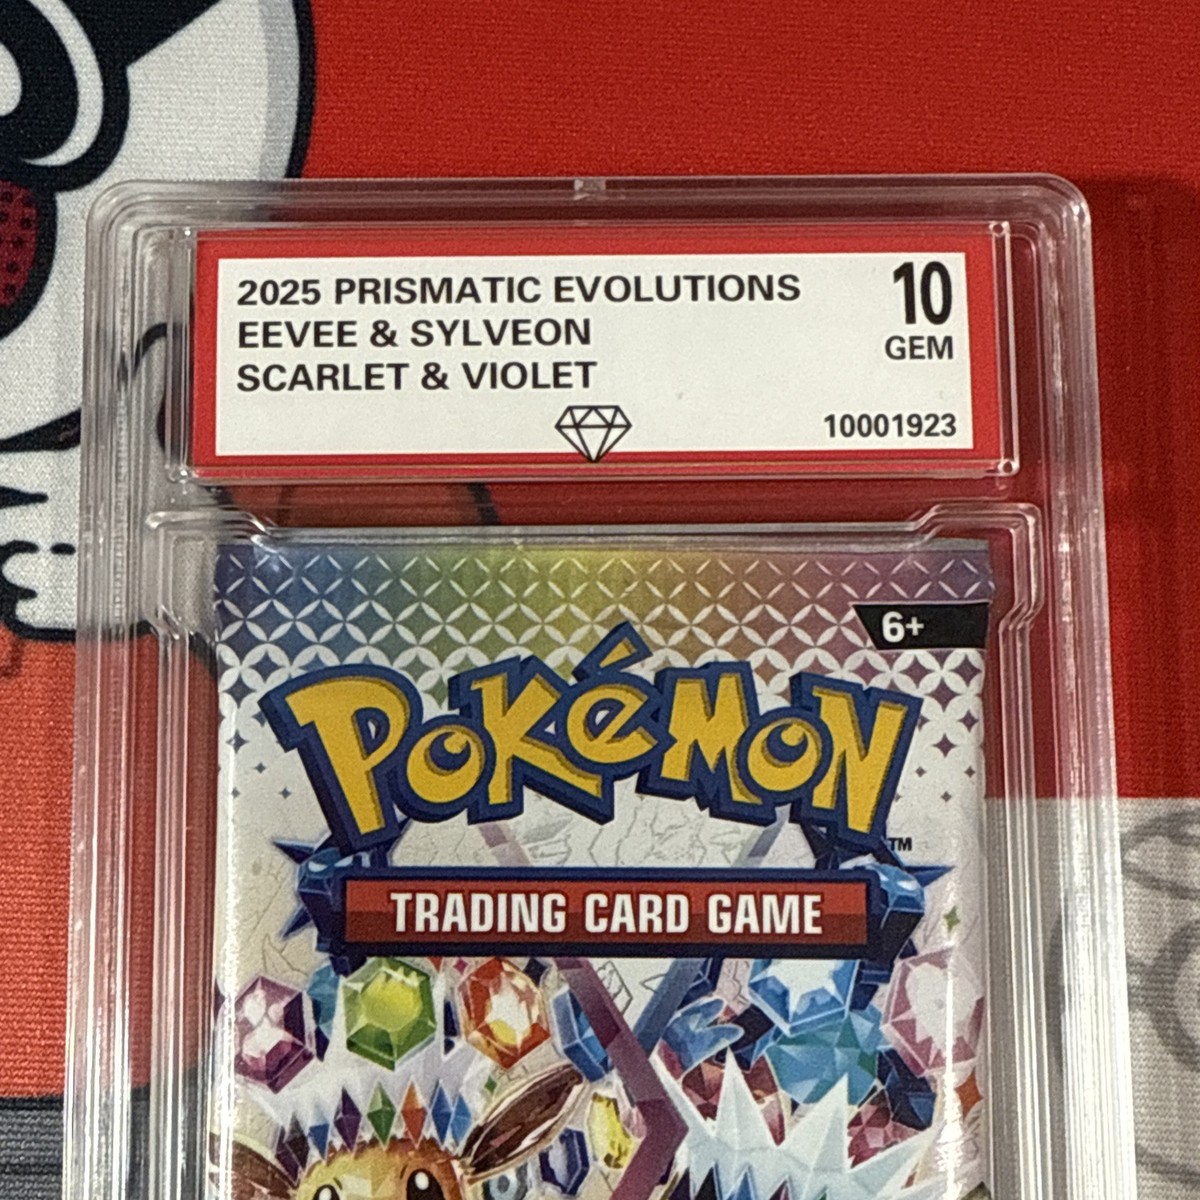 2025 PRISMATIC EVOLUTIONS
EEVEE & SYLVEON
SCARLET & VIOLET
10
GEM
10001923
6+
POKéMON
TM
TRADING CARD GAME